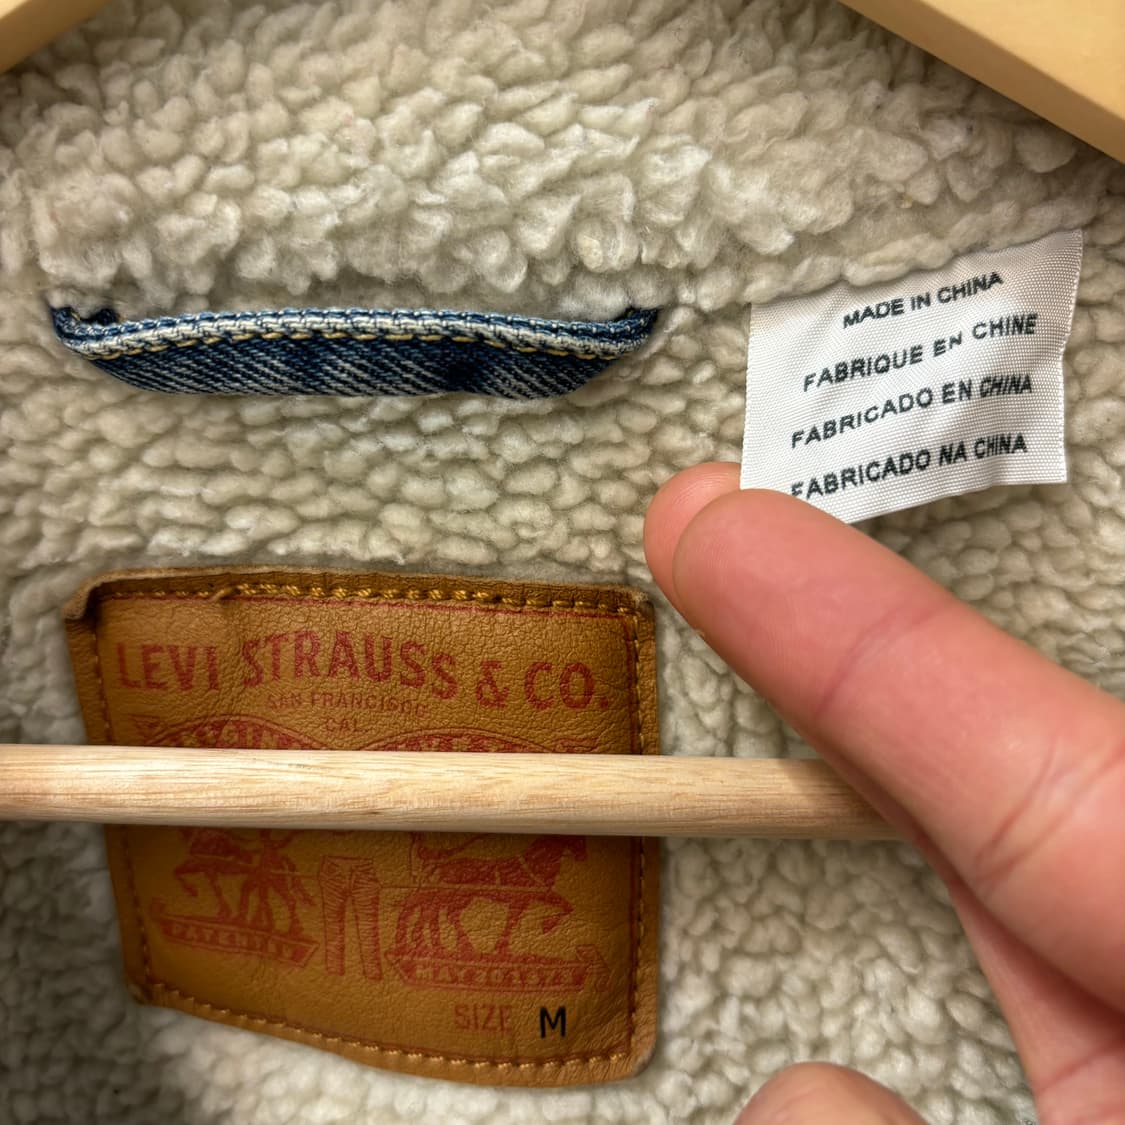 MADE IN CHINA
FABRIQUE EN CHINE
FABRICADO EN CHINA
FABRICADO NA CHINA
LEVI STRAUSS & CO.
SAN FRANCISCO
CAL
PATENTED
SIZE M